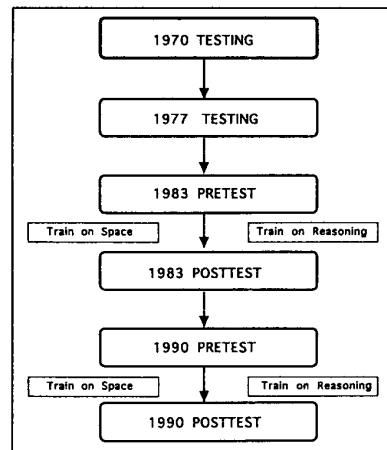 1970 TESTING
1977 TESTING
1983 PRETEST
Train on Space
Train on Reasoning
1983 POSTTEST
1990 PRETEST
Train on Space
Train on Reasoning
1990 POSTTEST